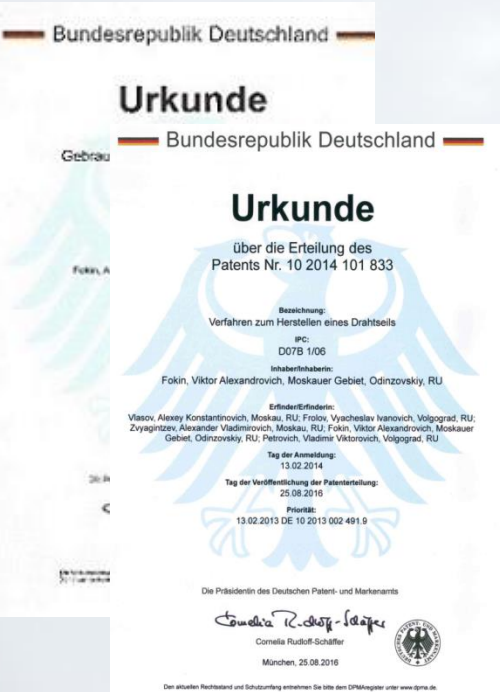 Bundesrepublik Deutschland
Urkunde
Gebrau
Fokin, A
Bundesrepublik Deutschland
Urkunde
über die Erteilung des
Patents Nr. 10 2014 101 833
Bezeichnung:
Verfahren zum Herstellen eines Drahtseils
IPC:
D07B 1/06
Inhaber/Inhaberin:
Fokin, Viktor Alexandrovich, Moskauer Gebiet, Odinzovskiy, RU
Erfinder/Erfinderin:
Vlasov, Alexey Konstantinovich, Moskau, RU; Frolov, Vyacheslav Ivanovich, Volgograd, RU;
Zvyagintzev, Alexander Vladimirovich, Moskau, RU; Fokin, Viktor Alexandrovich, Moskauer
Gebiet, Odinzovskiy, RU; Petrovich, Vladimir Viktorovich, Volgograd, RU
Tag der Anmeldung:
13.02.2014
Tag der Veröffentlichung der Patenterteilung:
25.08.2016
Priorität:
13.02.2013 DE 10 2013 002 491.9
Die Präsidentin des Deutschen Patent- und Markenamts
Cornelia Rudloff-Schäffer
Cornelia Rudloff-Schäffer
München, 25.08.2016
Den aktuellen Rechtsstand und Schutzumfang entnehmen Sie bitte dem DPMAregister unter www.dpma.de.